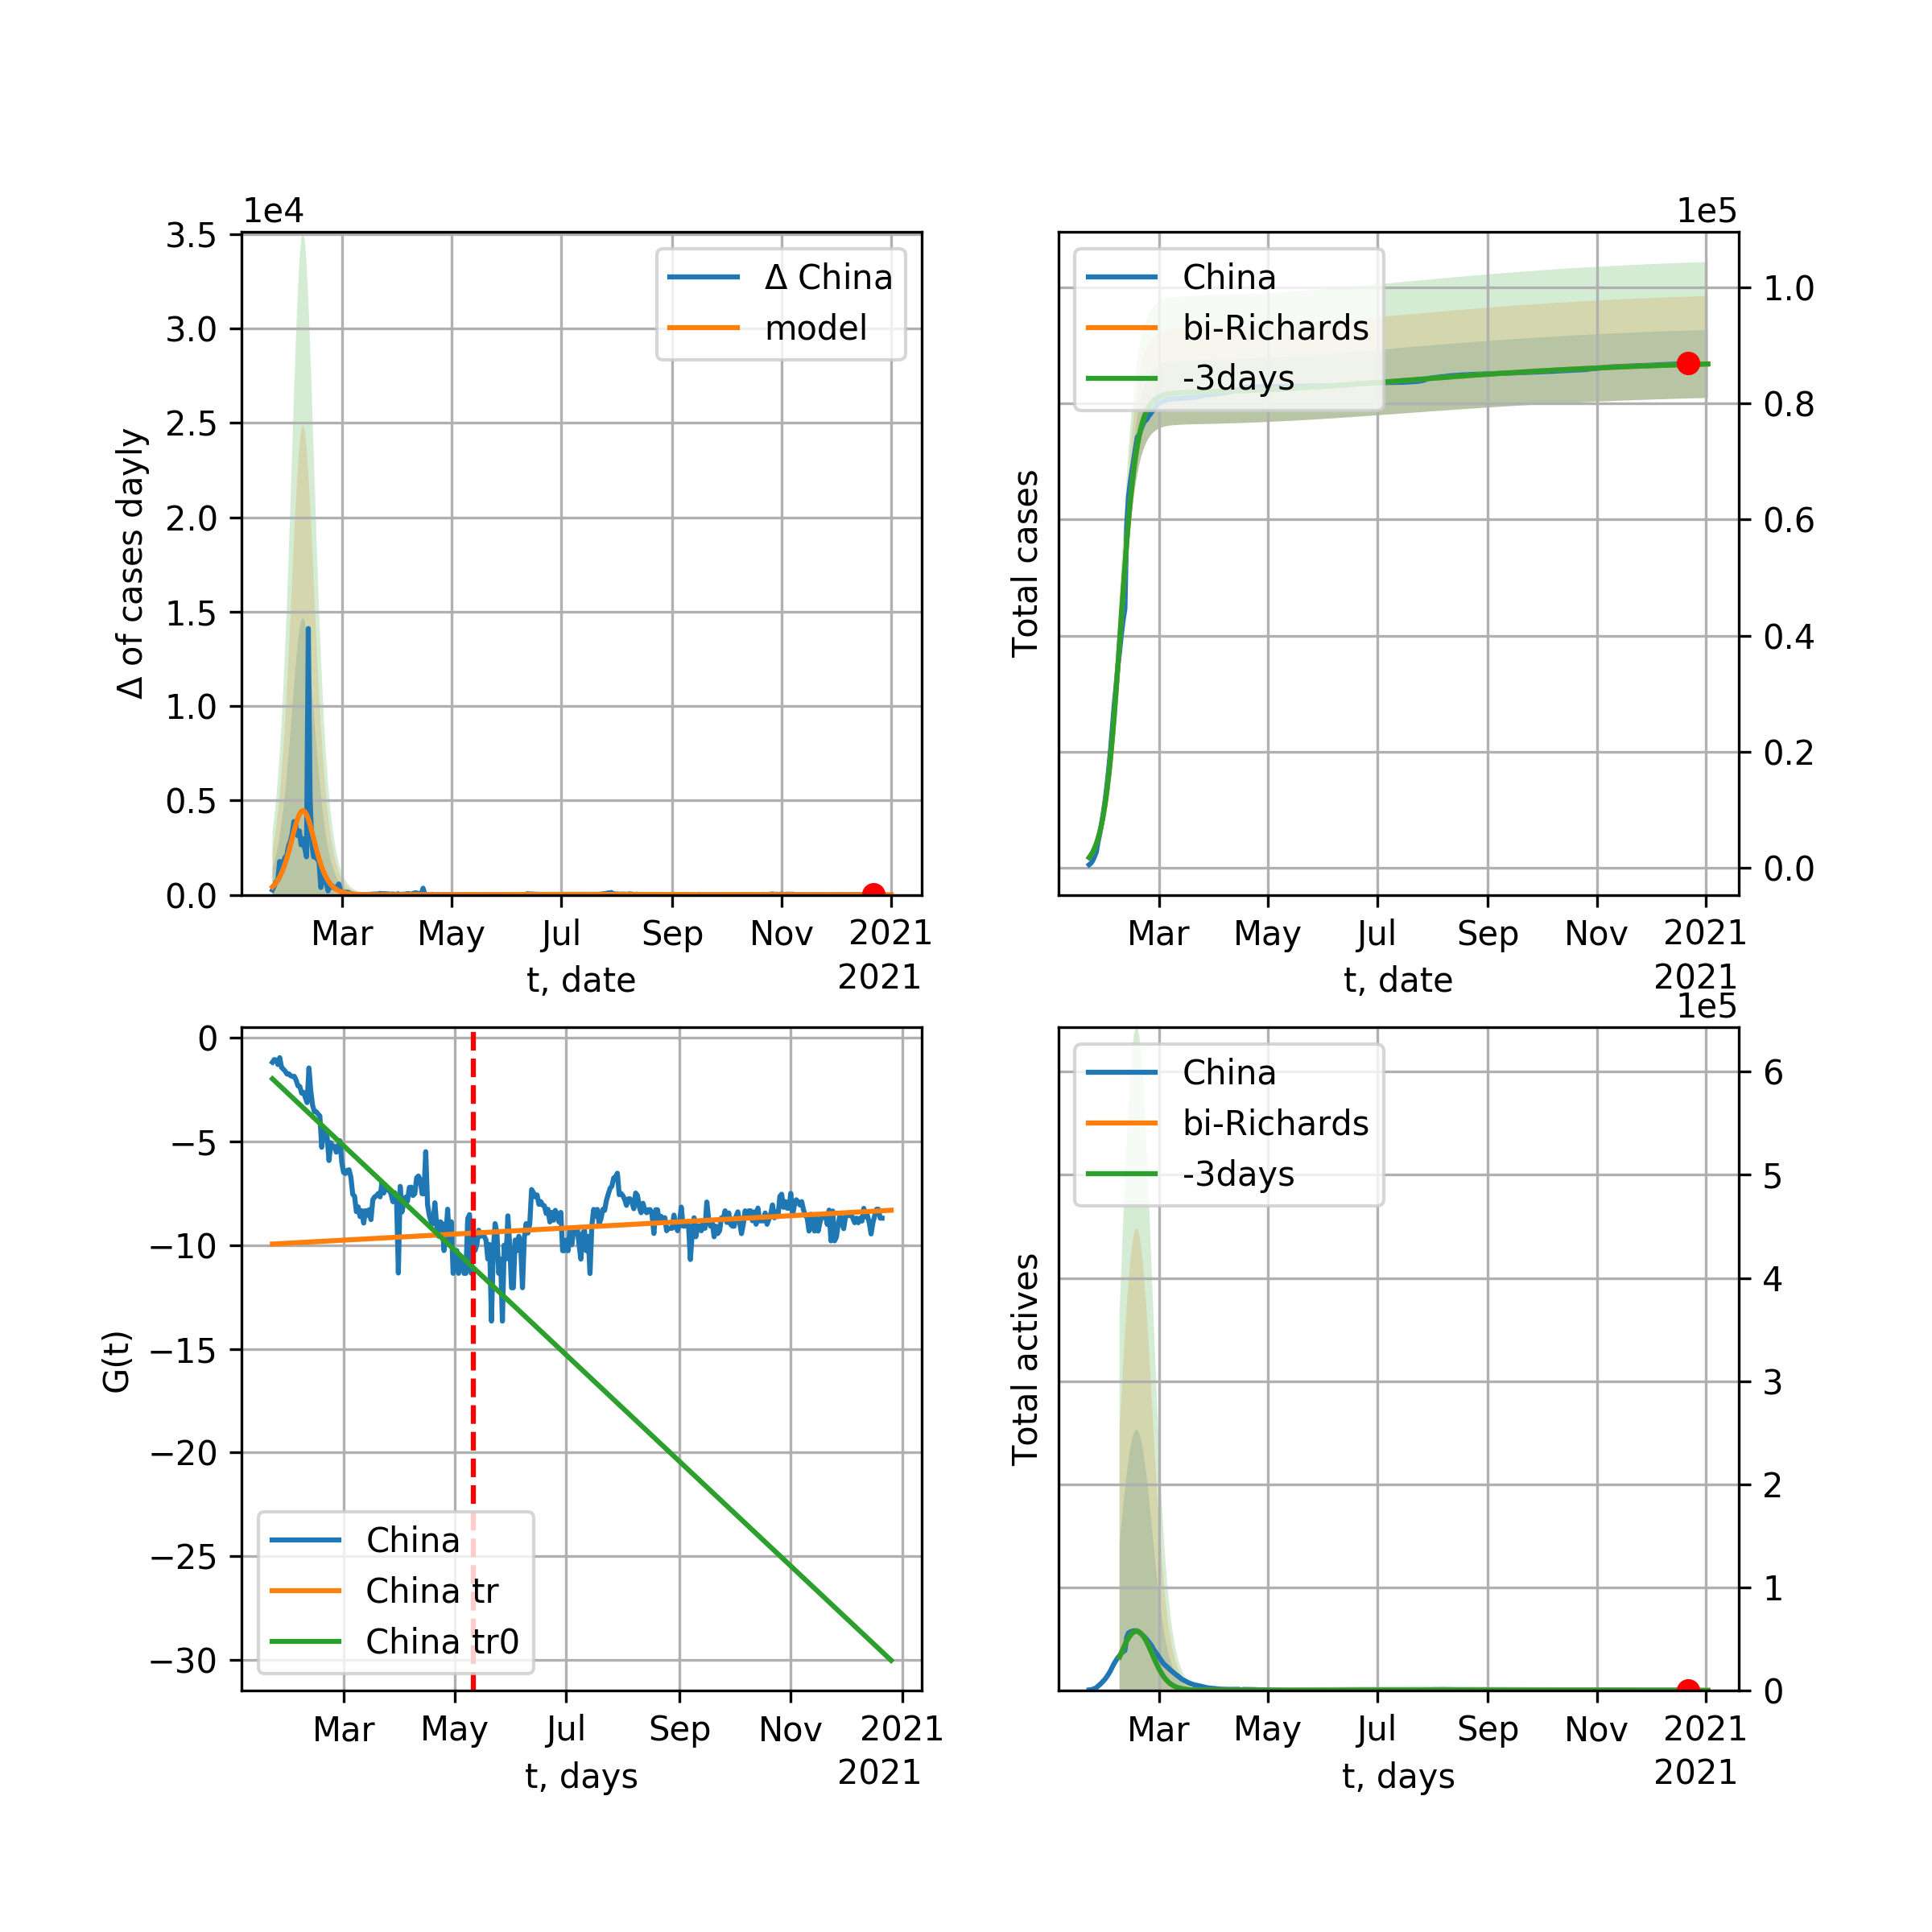 1e4
3.5
3.0
2.5
2.0
1.5
1.0
0.5
0.0
Δ of cases dayly
Δ China
model
Mar May Jul Sep Nov 2021
t, date
2021
1e5
China
bi-Richards
-3days
Total cases
1.0
0.8
0.6
0.4
0.2
0.0
Mar May Jul Sep Nov 2021
t, date
2021
0
−5
−10
−15
−20
−25
−30
G(t)
China
China tr
China tr0
Mar May Jul Sep Nov 2021
t, days
2021
1e5
China
bi-Richards
-3days
Total actives
6
5
4
3
2
1
0
Mar May Jul Sep Nov 2021
t, days
2021